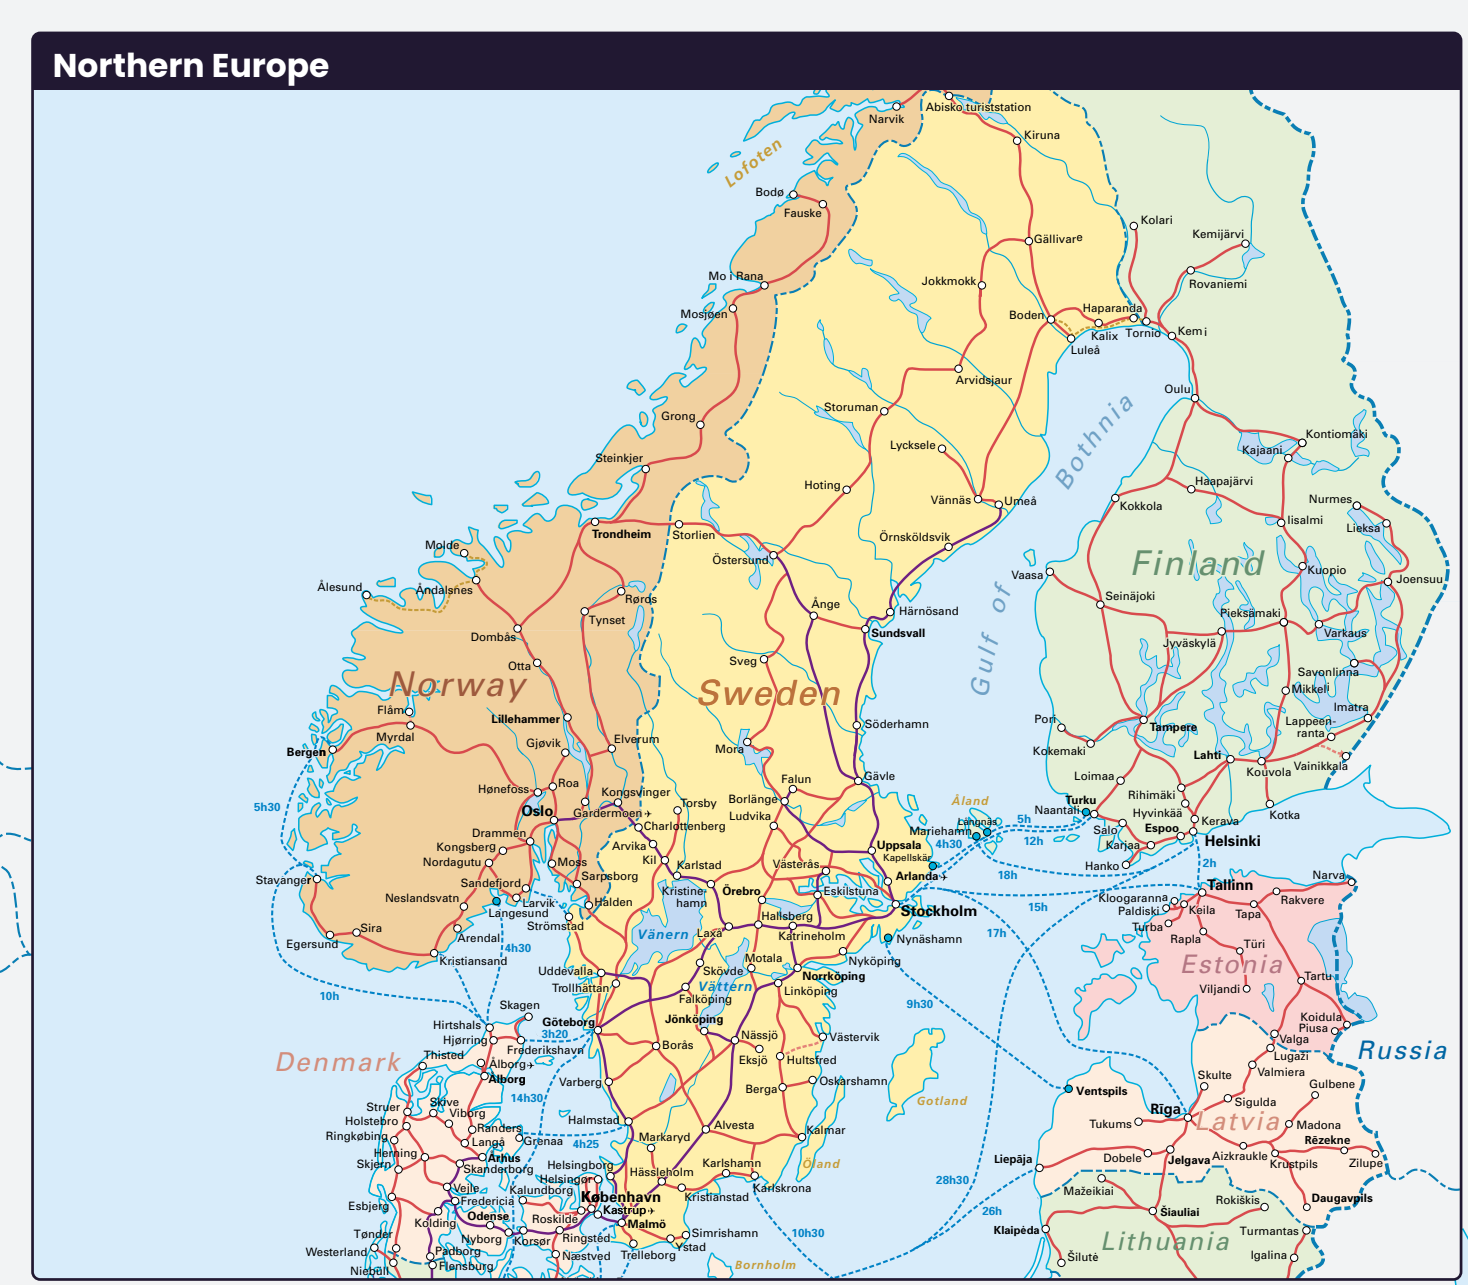 Northern Europe
Abisko turiststation
Narvik
Kiruna
Lofoten
Bodø
Fauske
Kolari
Kemijärvi
Gällivare
Mo i Rana
Jokkmokk
Rovaniemi
Mosjøen
Boden
Haparanda
Kalix
Tornio
Kemi
Luleå
Arvidsjaur
Oulu
Storuman
Grong
Bothnia
Kontiomäki
Lycksele
Kajaani
Steinkjer
Hoting
Haapajärvi
Vännäs
Umeå
Kokkola
Nurmes
Iisalmi
Lieksa
Trondheim
Storlien
Örnsköldsvik
Molde
Östersund
Finland
Kuopio
Vaasa
Joensuu
Ålesund
Åndalsnes
Røros
Gulf of
Seinäjoki
Ånge
Härnösand
Pieksämaki
Tynset
Varkaus
Dombås
Sundsvall
Jyväskylä
Otta
Sveg
Savonlinna
Norway
Sweden
Mikkeli
Flåm
Lillehammer
Imatra
Pori
Söderhamn
Tampere
Lappeen-
ranta
Myrdal
Bergen
Gjøvik
Elverum
Mora
Kokemaki
Lahti
Kouvola
Vainikkala
Roa
Falun
Gävle
Loimaa
Hønefoss
Kongsvinger
Borlänge
Rihimäki
5h30
Oslo
Gardermoen
Torsby
Ludvika
Åland
Turku
Naantali
Hyvinkää
Kotka
Charlottenberg
Långnäs
Mariehamn
5h
Salo
Espoo
Kerava
Drammen
Arvika
Uppsala
4h30
12h
Karjaa
Helsinki
Kongsberg
Kil
Kapellskär
Nordagutu
Moss
Karlstad
Västerås
Hanko
2h
Stavanger
Sandefjord
Sarpsborg
Kristine-
hamn
Örebro
Arlanda
18h
Tallinn
Narva
Neslandsvatn
Larvik
Halden
Eskilstuna
Kloogaranna
Rakvere
Langesund
Hallsberg
Stockholm
15h
Paldiski
Keila
Tapa
Sira
Strömstad
Vänern
Laxå
Katrineholm
17h
Turba
Egersund
Arendal
4h30
Nynäshamn
Rapla
Türi
Kristiansand
Motala
Nyköping
Estonia
Uddevalla
Skövde
Norrköping
Tartu
Trollhättan
Vättern
Linköping
Viljandi
10h
Falköping
9h30
Skagen
Göteborg
Jönköping
Koidula
Hirtshals
Piusa
Hjørring
3h20
Nässjö
Västervik
Valga
Frederikshavn
Borås
Russia
Denmark
Thisted
Eksjö
Hultsfred
Lugaži
Ålborg
Valmiera
Ålborg
Varberg
Berga
Oskarshamn
Skulte
Gulbene
Ventspils
14h30
Gotland
Skive
Sigulda
Struer
Viborg
Riga
Holstebro
Randers
Halmstad
Tukums
Latvia
Madona
Ringkøbing
Langå
Grenaa
4h25
Alvesta
Kalmar
Rēzekne
Markaryd
Herning
Århus
Liepāja
Dobele
Jelgava
Aizkraukle
Krustpils
Zilupe
Skjern
Skanderborg
Helsingborg
Hässleholm
Karlshamn
Öland
Helsingør
28h30
Vejle
Kalundborg
København
Kristianstad
Karlskrona
Mažeikiai
Esbjerg
Fredericia
Rokiškis
Daugavpils
Kastrup
26h
Kolding
Odense
Roskilde
Malmö
Šiauliai
Tønder
Nyborg
Korsør
Ringsted
Simrishamn
10h30
Klaipėda
Turmantas
Westerland
Padborg
Næstved
Trelleborg
Ystad
Lithuania
Šilutė
Igalina
Niebüll
Flensburg
Bornholm